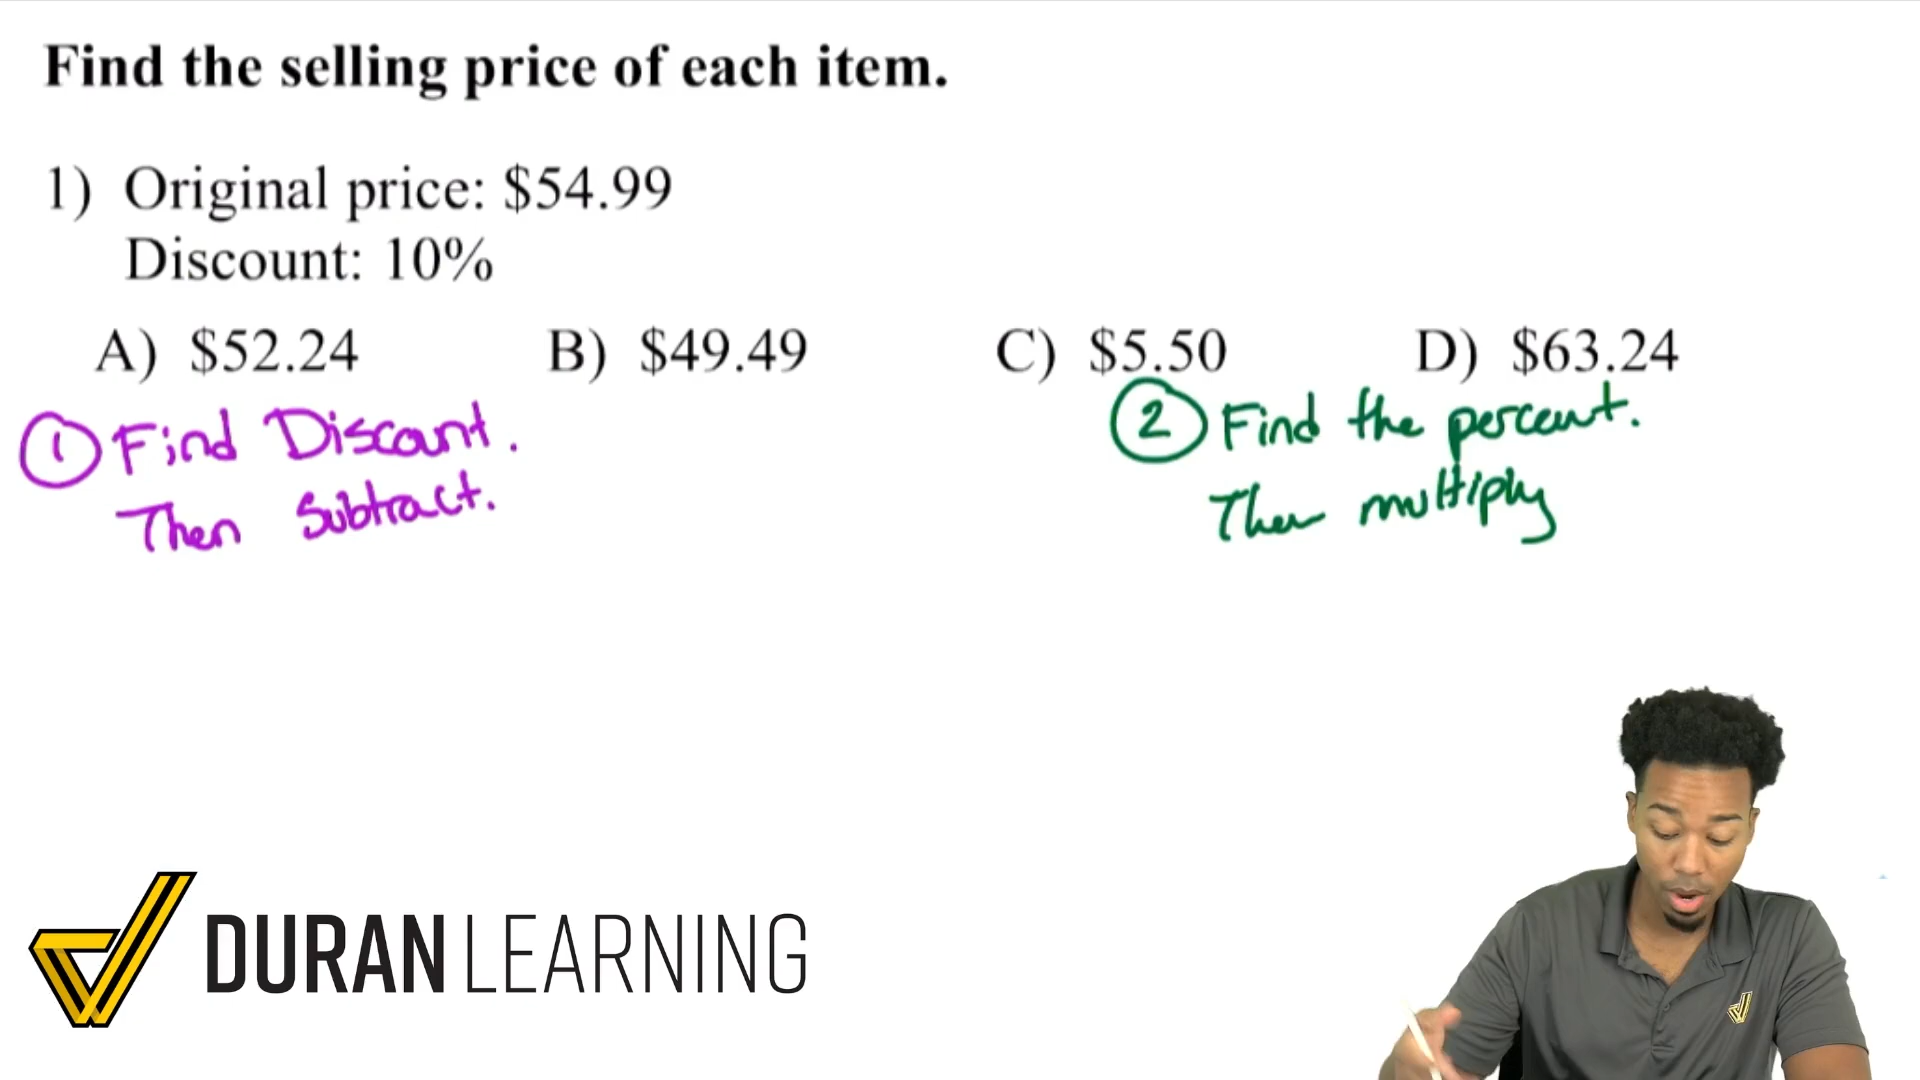 Find the selling price of each item.
1) Original price: $54.99
Discount: 10%
A) $52.24 B) $49.49 C) $5.50 D) $63.24
① Find Discount.
Then Subtract.
② Find the percent.
Then multiply
DURAN LEARNING